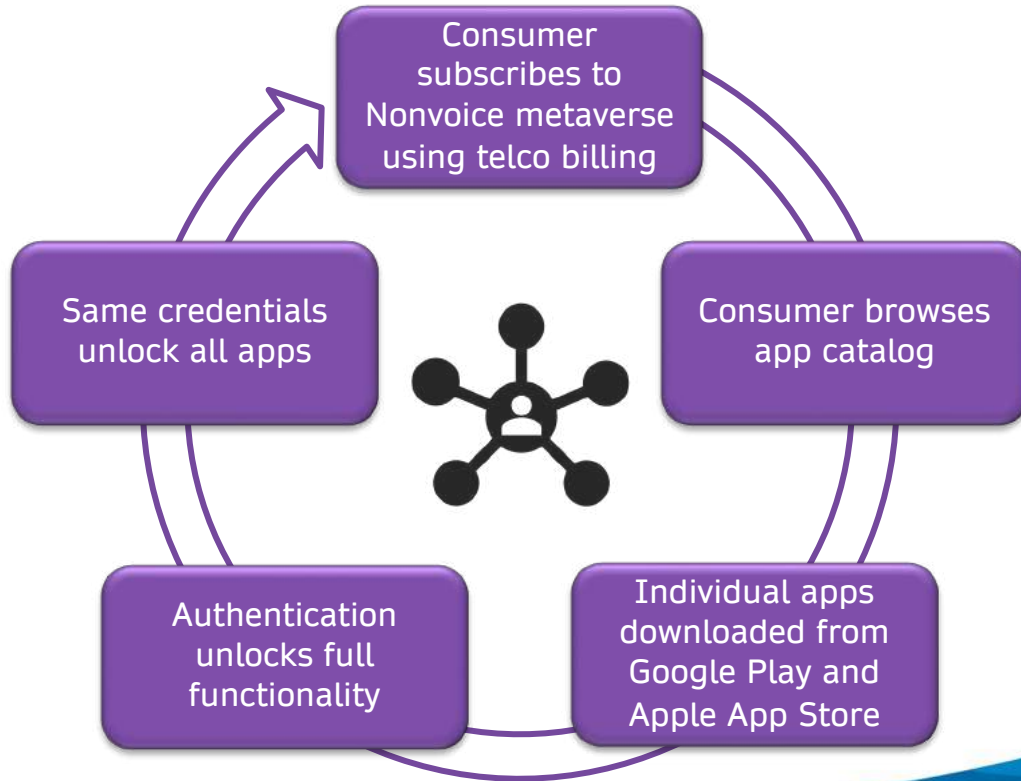 Consumer
subscribes to
Nonvoice metaverse
using telco billing
Consumer browses
app catalog
Individual apps
downloaded from
Google Play and
Apple App Store
Authentication
unlocks full
functionality
Same credentials
unlock all apps